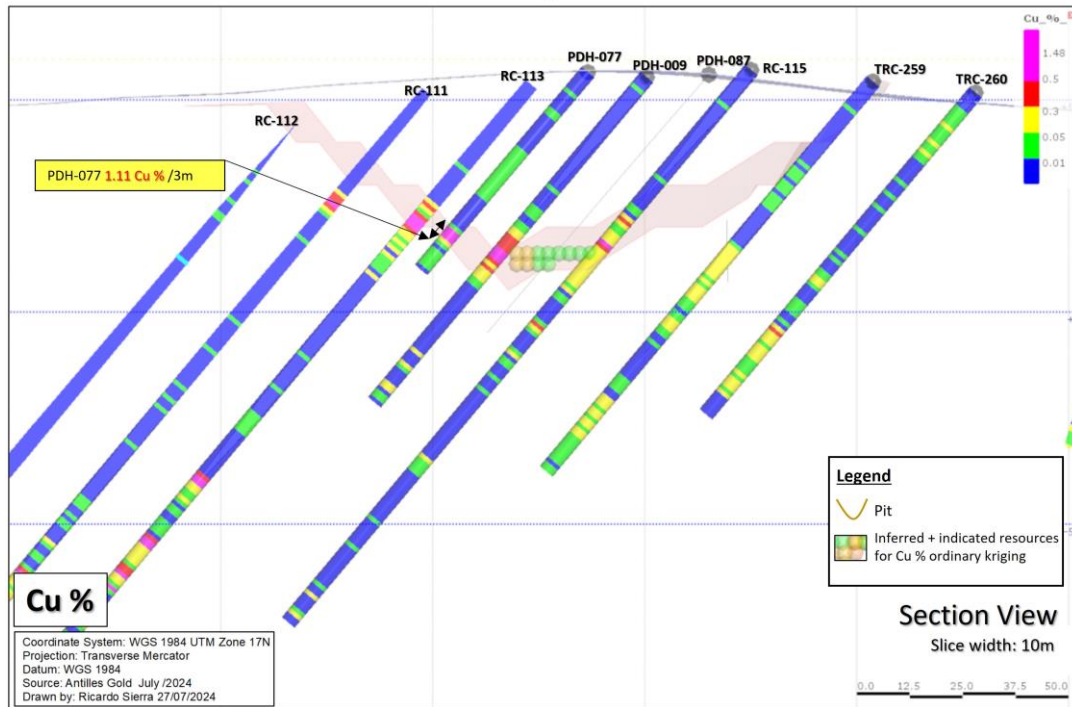 Cu_%_
1.48
0.5
0.3
0.05
0.01
PDH-077
PDH-009
PDH-087
RC-115
TRC-259
TRC-260
RC-113
RC-111
RC-112
PDH-077 1.11 Cu % /3m
Legend
Pit
Inferred + indicated resources
for Cu % ordinary kriging
Cu %
Section View
Slice width: 10m
Coordinate System: WGS 1984 UTM Zone 17N
Projection: Transverse Mercator
Datum: WGS 1984
Source: Antilles Gold July /2024
Drawn by: Ricardo Sierra 27/07/2024
0.0 12.5 25.0 37.5 50.0